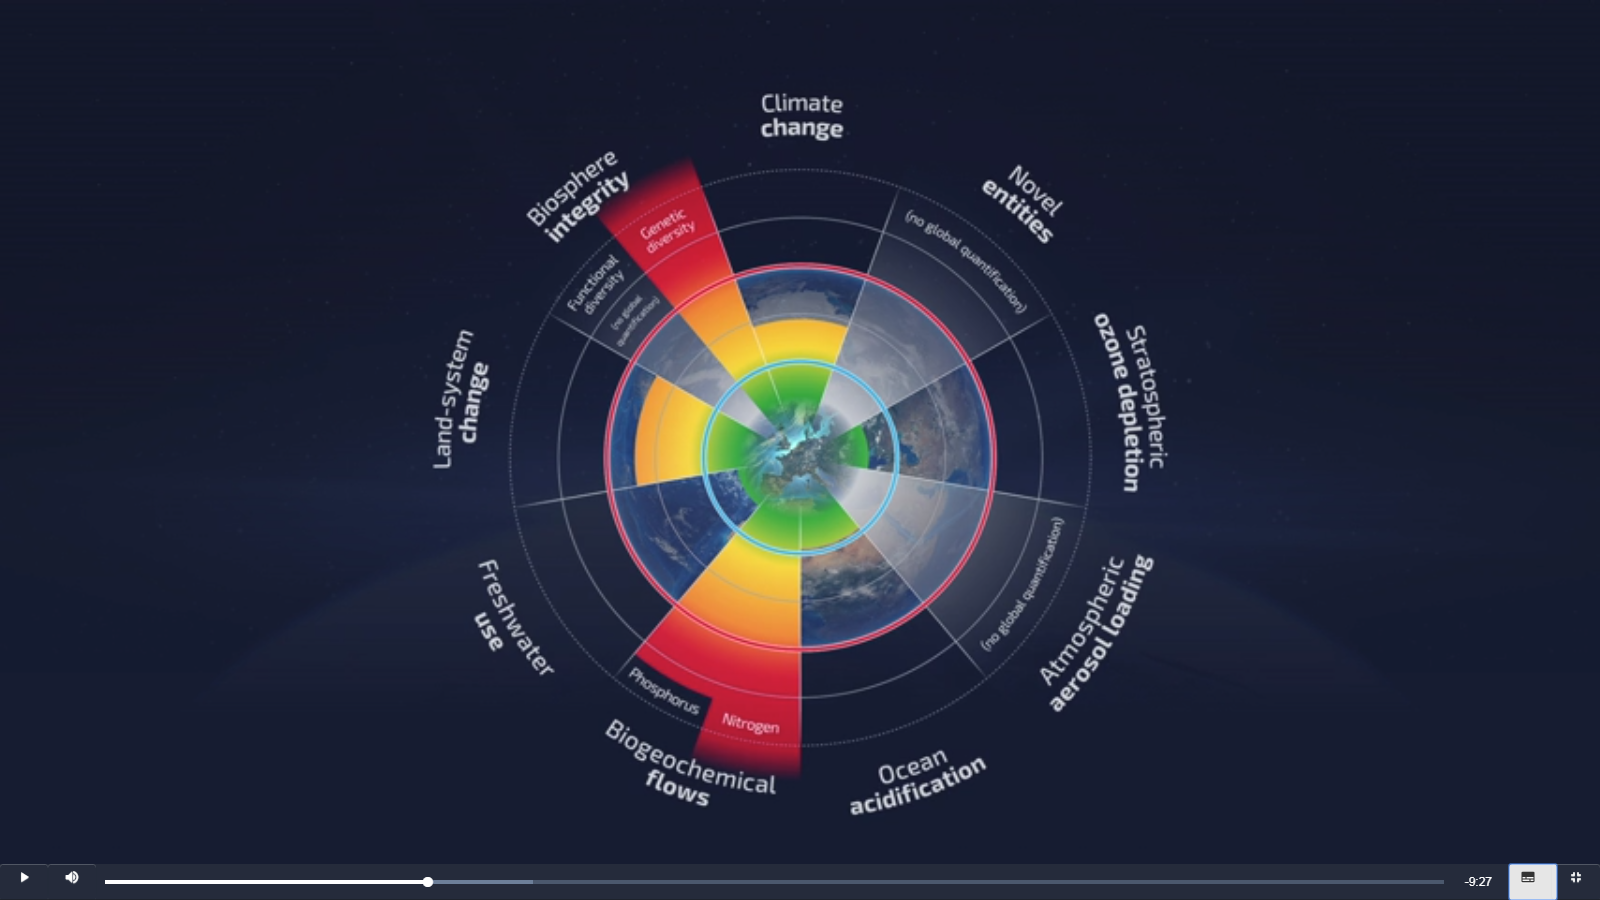 Climate
change
Novel
entities
(no global quantification)
Stratospheric
ozone depletion
Atmospheric
aerosol loading
(no global quantification)
Ocean
acidification
Biogeochemical
flows
Nitrogen
Phosphorus
Freshwater
use
Land-system
change
Biosphere
integrity
Functional
diversity
(no global
quantification)
Genetic
diversity
-9:27